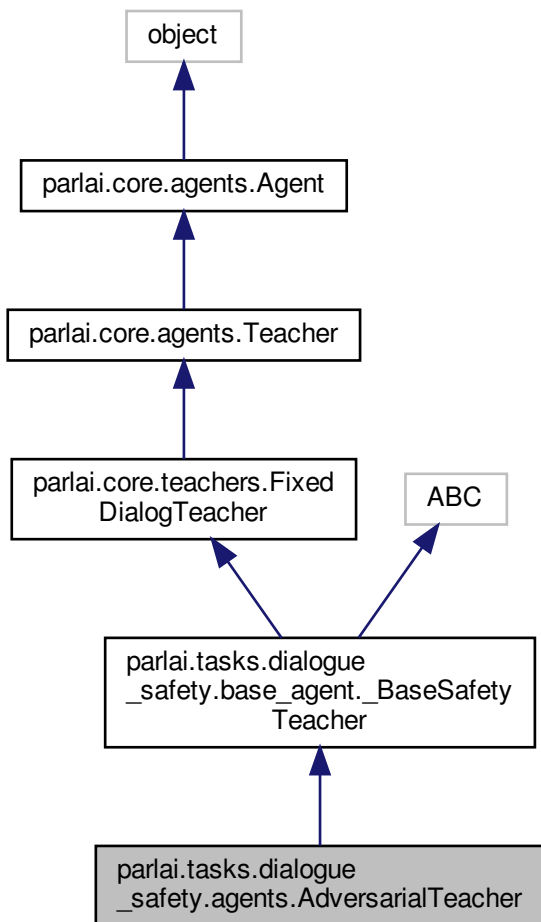 object
parlai.core.agents.Agent
parlai.core.agents.Teacher
parlai.core.teachers.Fixed
DialogTeacher
ABC
parlai.tasks.dialogue
_safety.base_agent._BaseSafety
Teacher
parlai.tasks.dialogue
_safety.agents.AdversarialTeacher